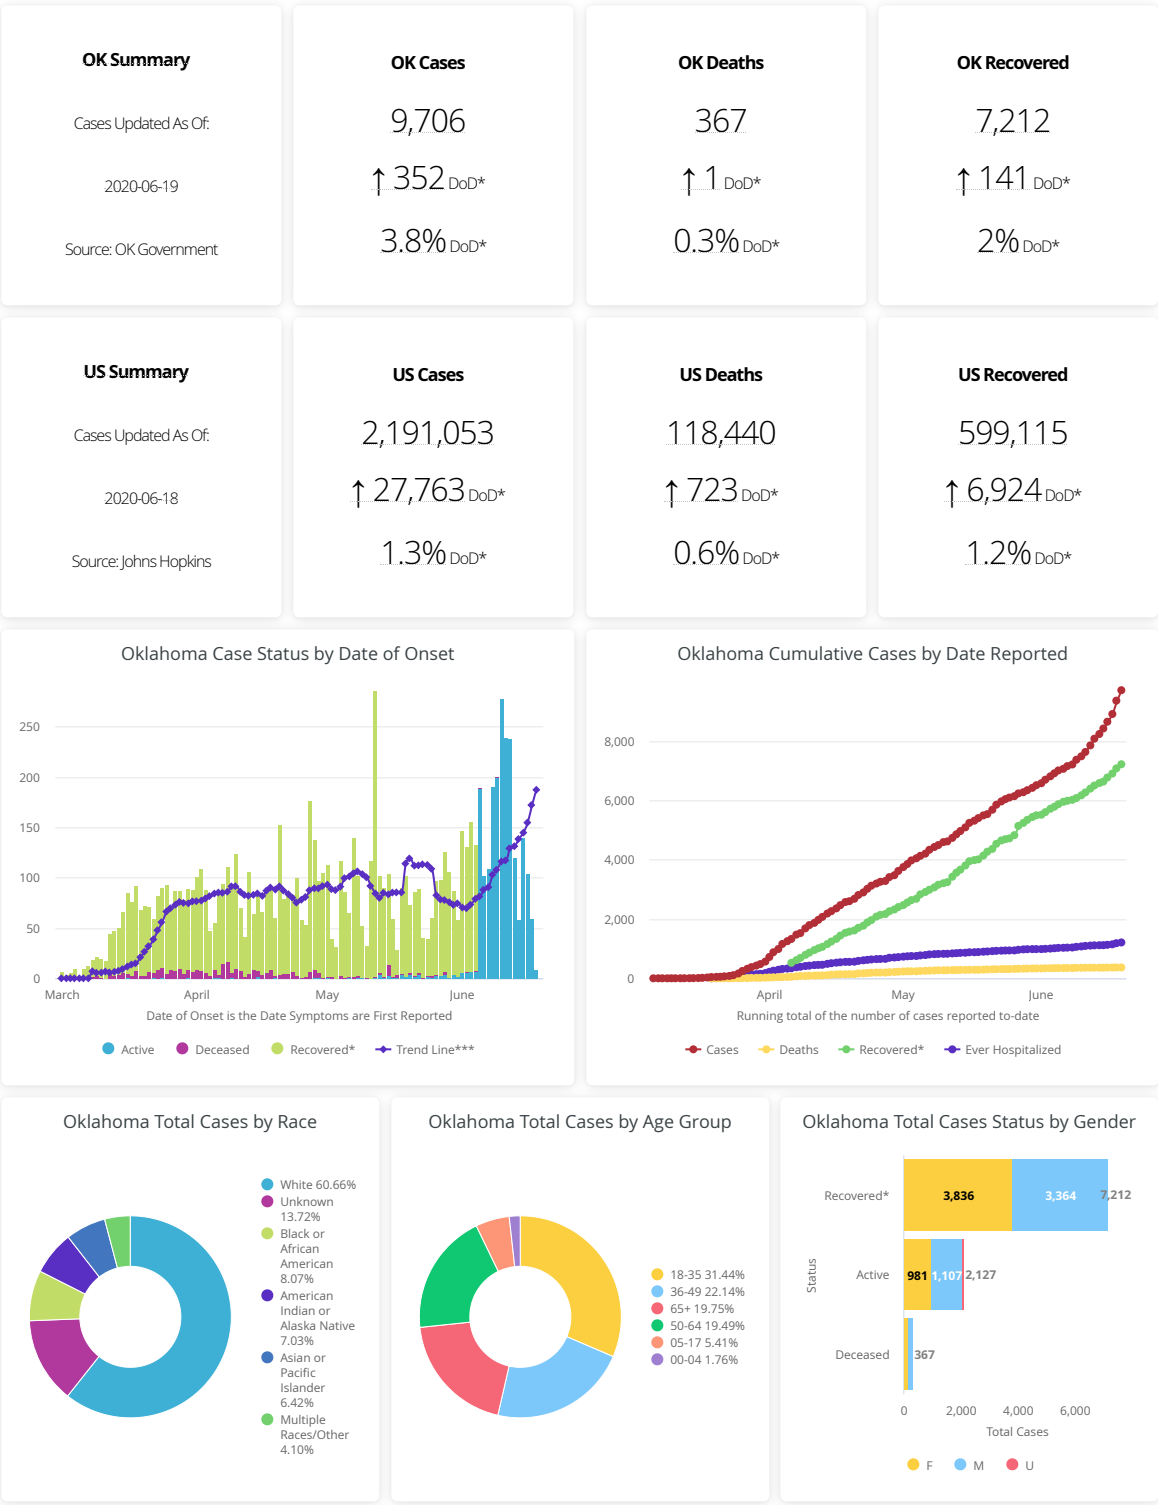 OK Summary
Cases Updated As Of:
2020-06-19
Source: OK Government
OK Cases
9,706
↑ 352 DoD*
3.8% DoD*
OK Deaths
367
↑ 1 DoD*
0.3% DoD*
OK Recovered
7,212
↑ 141 DoD*
2% DoD*
US Summary
Cases Updated As Of:
2020-06-18
Source: Johns Hopkins
US Cases
2,191,053
↑ 27,763 DoD*
1.3% DoD*
US Deaths
118,440
↑ 723 DoD*
0.6% DoD*
US Recovered
599,115
↑ 6,924 DoD*
1.2% DoD*
Oklahoma Case Status by Date of Onset
250
200
150
100
50
0
March April May June
Date of Onset is the Date Symptoms are First Reported
Active Deceased Recovered* Trend Line***
Oklahoma Cumulative Cases by Date Reported
8,000
6,000
4,000
2,000
0
April May June
Running total of the number of cases reported to-date
Cases Deaths Recovered* Ever Hospitalized
Oklahoma Total Cases by Race
White 60.66%
Unknown
13.72%
Black or
African
American
8.07%
American
Indian or
Alaska Native
7.03%
Asian or
Pacific
Islander
6.42%
Multiple
Races/Other
4.10%
Oklahoma Total Cases by Age Group
18-35 31.44%
36-49 22.14%
65+ 19.75%
50-64 19.49%
05-17 5.41%
00-04 1.76%
Oklahoma Total Cases Status by Gender
Status
Recovered* 3,836 3,364 7,212
Active 981 1,107 2,127
Deceased 367
0 2,000 4,000 6,000
Total Cases
F M U